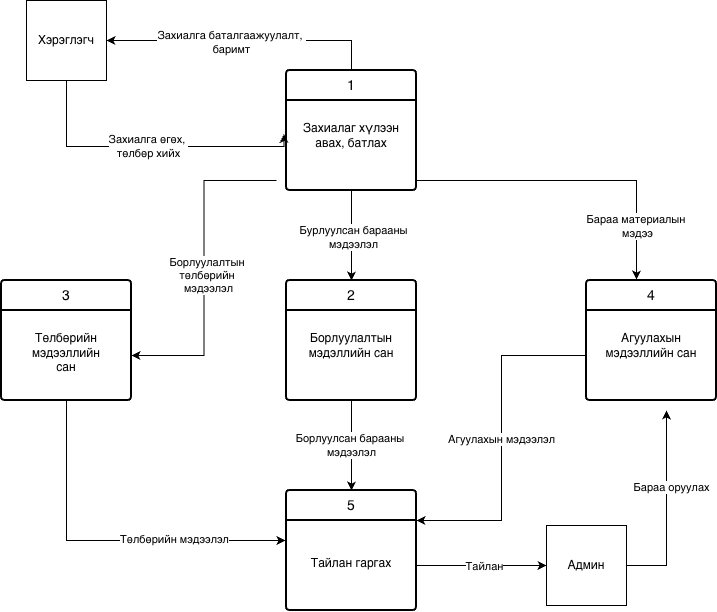 Хэрэглэгч
Захиалга баталгаажуулалт,
баримт
1
Захиалаг хүлээн
авах, батлах
Захиалга өгөх,
төлбөр хийх
Бурлуулсан барааны
мэдээлэл
Бараа материалын
мэдээ
Борлуулалтын
төлбөрийн
мэдээлэл
3
Төлбөрийн
мэдээллийн
сан
2
Борлуулалтын
мэдэллийн сан
4
Агуулахын
мэдээллийн сан
Борлуулсан барааны
мэдээлэл
Агуулахын мэдээлэл
Бараа оруулах
5
Тайлан гаргах
Төлбөрийн мэдээлэл
Тайлан
Админ